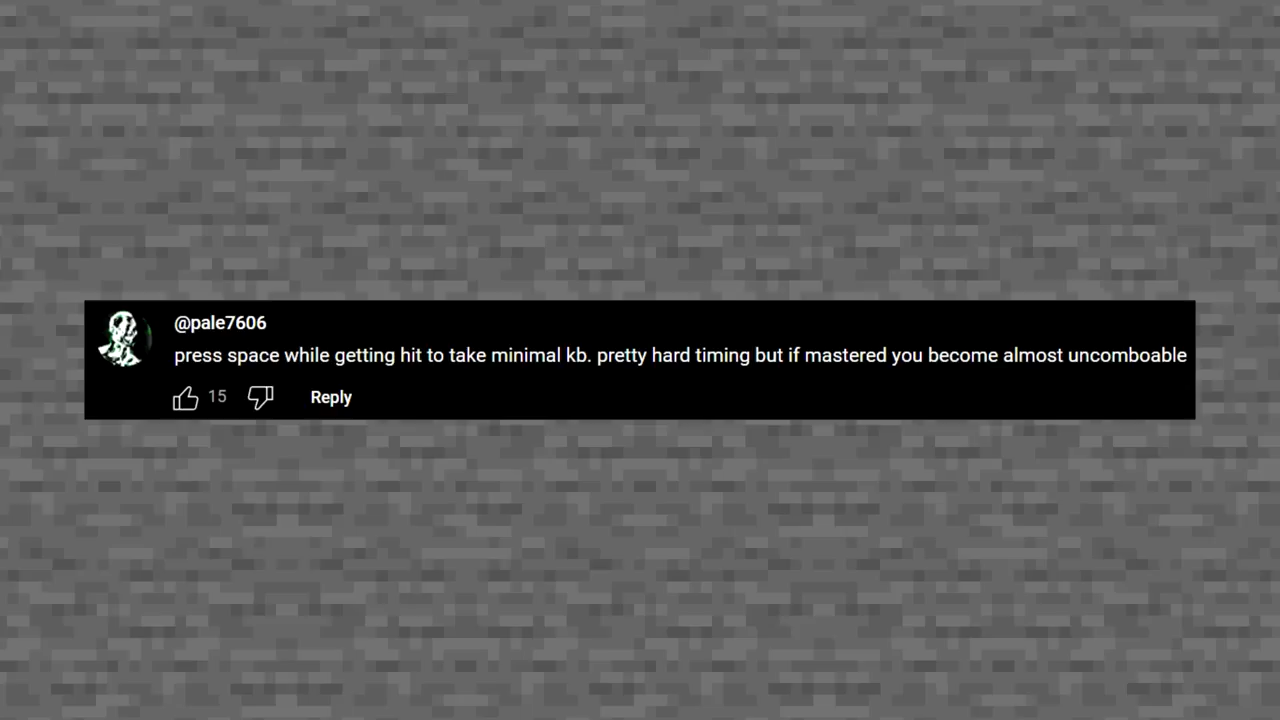 @pale7606
press space while getting hit to take minimal kb. pretty hard timing but if mastered you become almost uncomboable
15 Reply